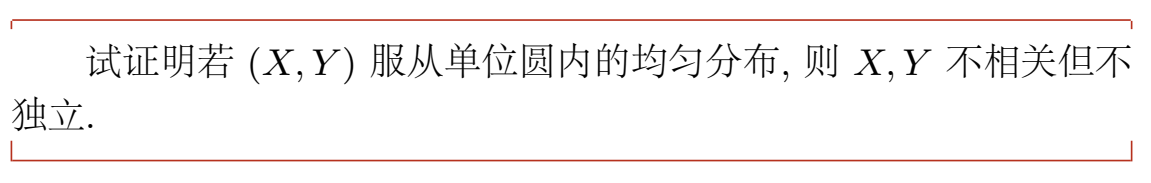 试证明若 (X, Y) 服从单位圆内的均匀分布, 则 X, Y 不相关但不
独立.